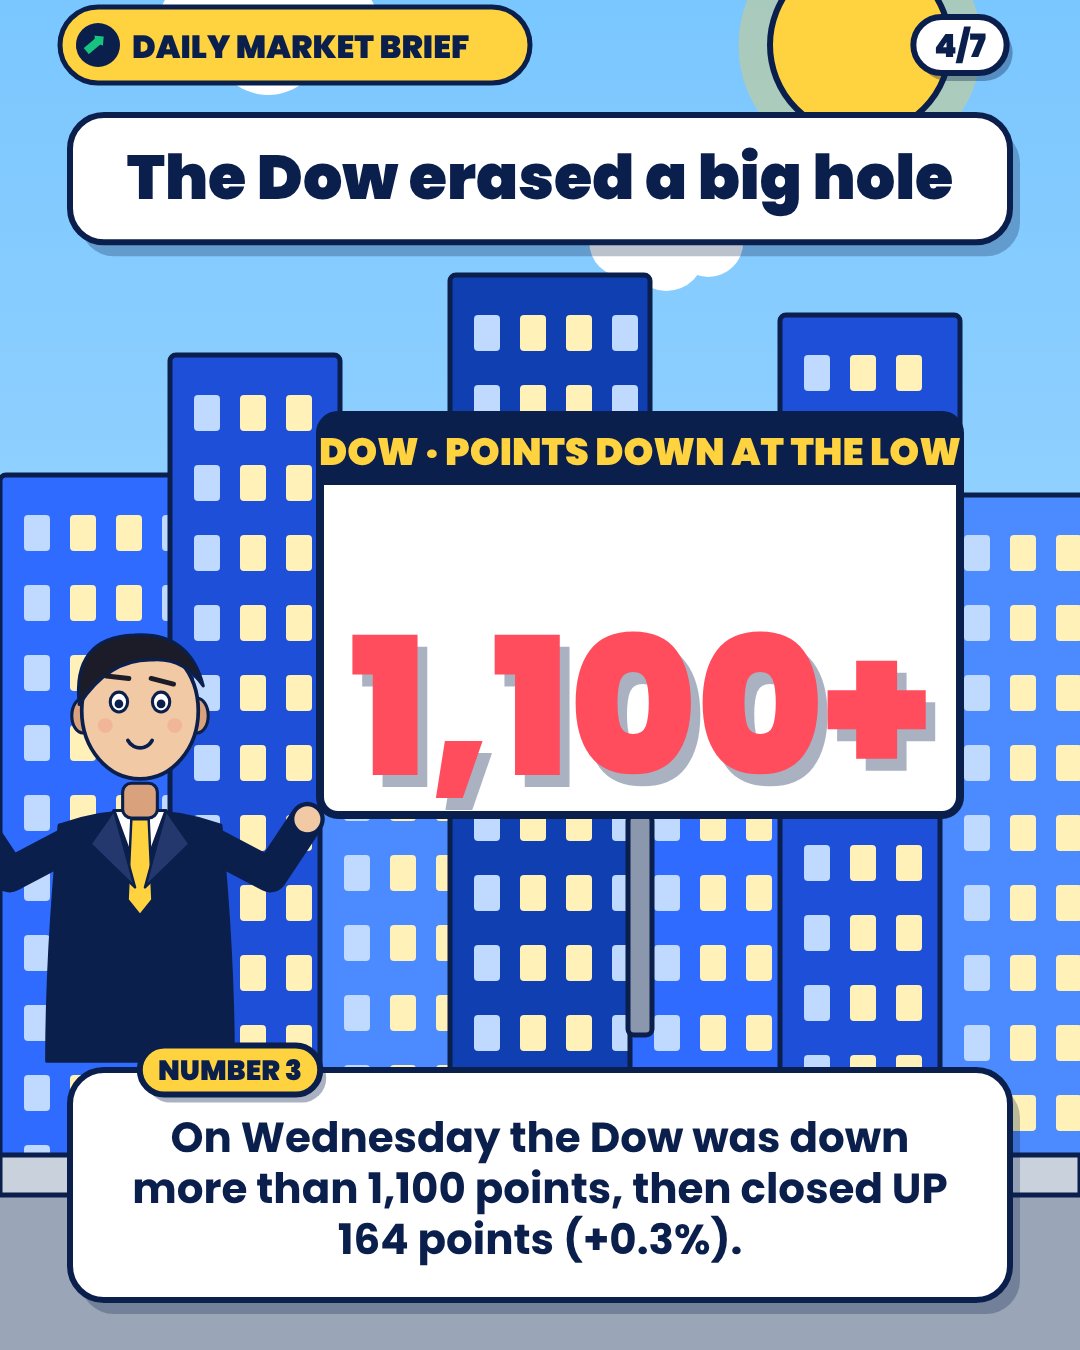 DAILY MARKET BRIEF
4/7
The Dow erased a big hole
DOW · POINTS DOWN AT THE LOW
1,100+
NUMBER 3
On Wednesday the Dow was down
more than 1,100 points, then closed UP
164 points (+0.3%).